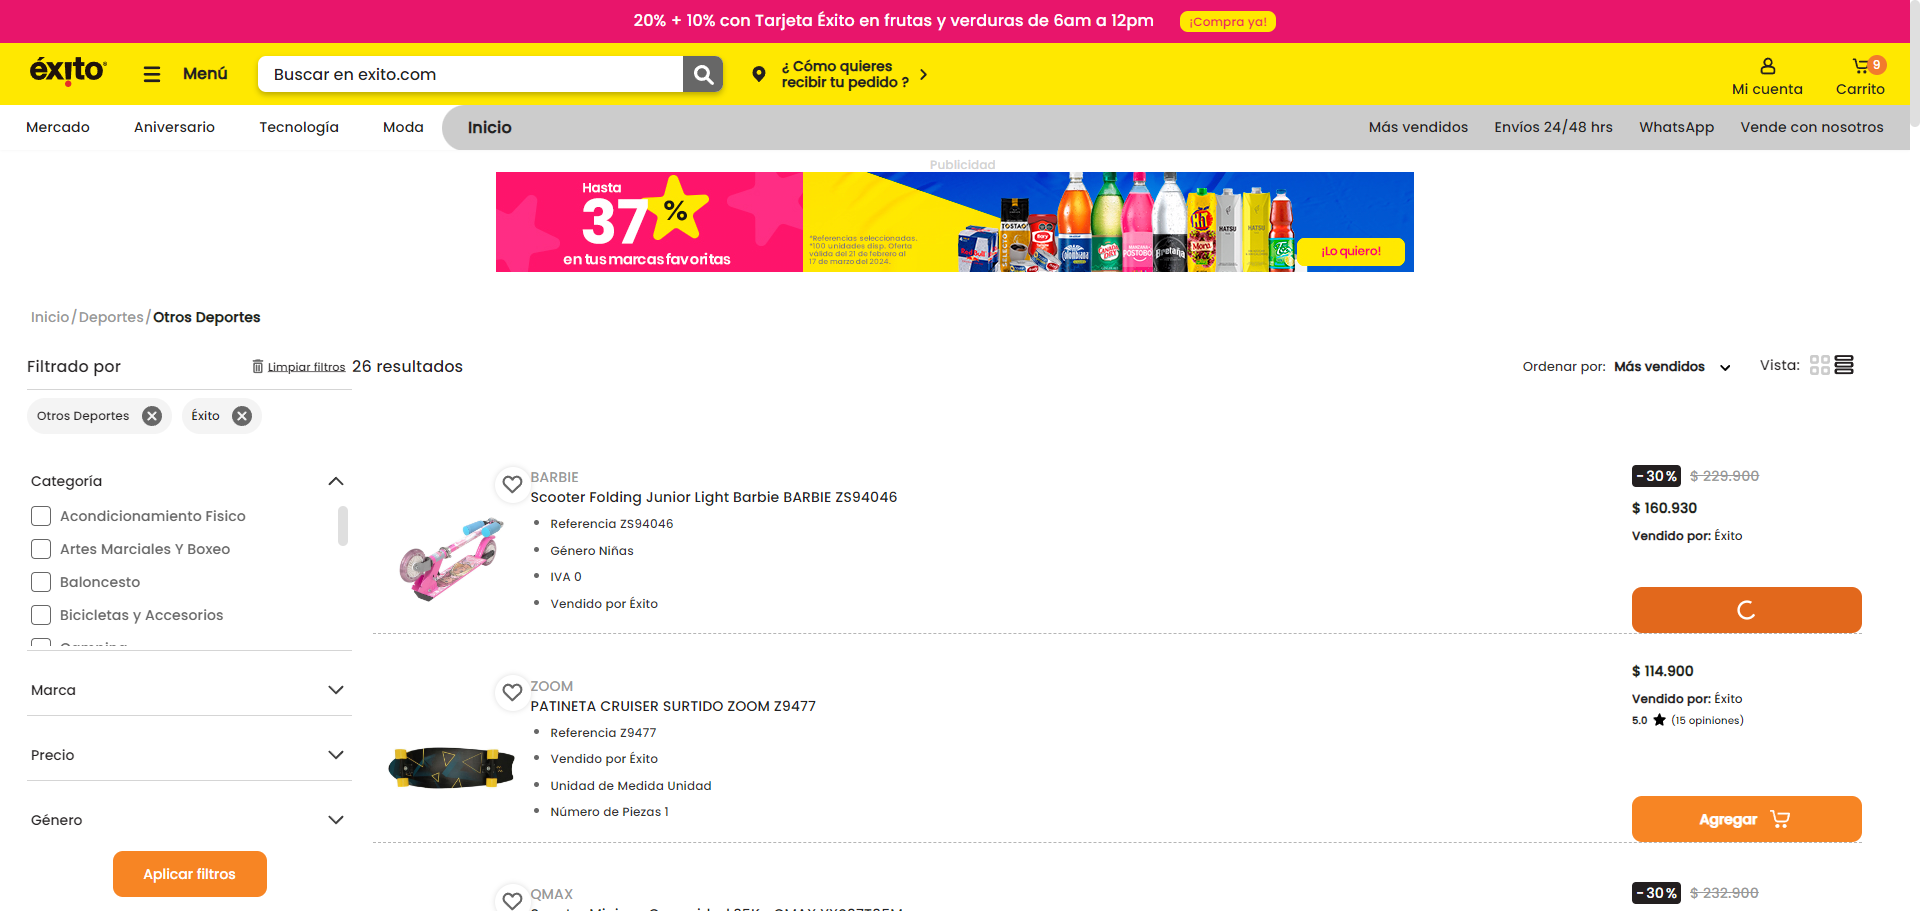 20% + 10% con Tarjeta Éxito en frutas y verduras de 6am a 12pm
¡Compra ya!
éxito
Menú
Buscar en exito.com
¿ Cómo quieres
recibir tu pedido ?
Mi cuenta
9
Carrito
Mercado
Aniversario
Tecnología
Moda
Inicio
Más vendidos
Envíos 24/48 hrs
WhatsApp
Vende con nosotros
Publicidad
Hasta
37%
en tus marcas favoritas
*Referencias seleccionadas.
*100 unidades disp. Oferta
válida del 21 de febrero al
17 de marzo del 2024.
¡Lo quiero!
Inicio/Deportes/Otros Deportes
Filtrado por
Limpiar filtros
26 resultados
Ordenar por: Más vendidos
Vista:
Otros Deportes
Éxito
Categoría
Acondicionamiento Fisico
Artes Marciales Y Boxeo
Baloncesto
Bicicletas y Accesorios
Marca
Precio
Género
Aplicar filtros
BARBIE
Scooter Folding Junior Light Barbie BARBIE ZS94046
Referencia ZS94046
Género Niñas
IVA 0
Vendido por Éxito
-30%
$ 229.900
$ 160.930
Vendido por: Éxito
ZOOM
PATINETA CRUISER SURTIDO ZOOM Z9477
Referencia Z9477
Vendido por Éxito
Unidad de Medida Unidad
Número de Piezas 1
$ 114.900
Vendido por: Éxito
5.0 ★ (15 opiniones)
Agregar
QMAX
-30%
$ 232.900